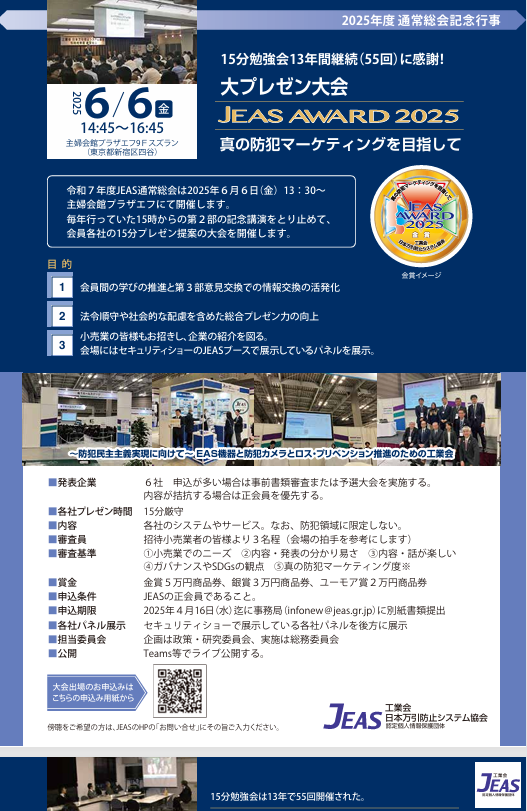 2025年度 通常総会記念行事
2025 6/6 金
14:45～16:45
主婦会館プラザエフ9F スズラン
（東京都新宿区四谷）
15分勉強会13年間継続（55回）に感謝！
大プレゼン大会
JEAS AWARD 2025
真の防犯マーケティングを目指して
令和７年度JEAS通常総会は2025年６月６日（金）13：30～
主婦会館プラザエフにて開催します。
毎年行っていた15時からの第２部の記念講演をとり止めて、
会員各社の15分プレゼン提案の大会を開催します。
JEAS
AWARD
2025
金 賞
工業会
日本万引防止システム協会
金賞イメージ
目 的
1 会員間の学びの推進と第３部意見交換での情報交換の活発化
2 法令順守や社会的な配慮を含めた総合プレゼン力の向上
3 小売業の皆様もお招きし、企業の紹介を図る。
会場にはセキュリティショーのJEASブースで展示しているパネルを展示。
～防犯民主主義実現に向けて～ EAS機器と防犯カメラとロス・プリベンション推進のための工業会
■発表企業 ６社　申込が多い場合は事前書類審査または予選大会を実施する。
内容が拮抗する場合は正会員を優先する。
■各社プレゼン時間 15分厳守
■内容 各社のシステムやサービス。なお、防犯領域に限定しない。
■審査員 招待小売業者の皆様より３名程（会場の拍手を参考にします）
■審査基準 ①小売業でのニーズ　②内容・発表の分かり易さ　③内容・話が楽しい
④ガバナンスやSDGsの観点　⑤真の防犯マーケティング度※
■賞金 金賞５万円商品券、銀賞３万円商品券、ユーモア賞２万円商品券
■申込条件 JEASの正会員であること。
■申込期限 2025年４月16日（水）迄に事務局（infonew＠jeas.gr.jp）に別紙書類提出
■各社パネル展示 セキュリティショーで展示している各社パネルを後方に展示
■担当委員会 企画は政策・研究委員会、実施は総務委員会
■公開 Teams等でライブ公開する。
大会出場のお申込みは
こちらの申込み用紙から
傍聴をご希望の方は、JEASのHPの「お問い合せ」にその旨ご入力ください。
JEAS 工業会
日本万引防止システム協会
認定個人情報保護団体
15分勉強会は13年で55回開催された。
工業会
JEAS
認定個人情報保護団体